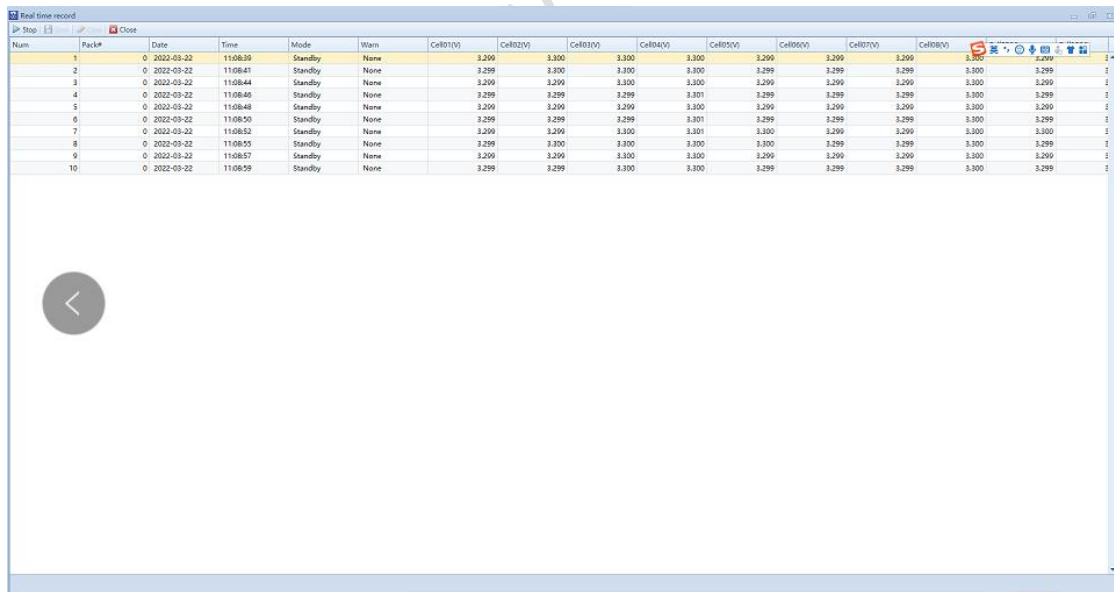 Real time record
Stop Close
Num Pack# Date Time Mode Warn Cell01(V) Cell02(V) Cell03(V) Cell04(V) Cell05(V) Cell06(V) Cell07(V) Cell08(V)
英
1 0 2022-03-22 11:08:39 Standby None 3.299 3.300 3.300 3.300 3.299 3.299 3.299 3.300 3.299
2 0 2022-03-22 11:08:41 Standby None 3.299 3.299 3.300 3.300 3.299 3.299 3.299 3.300 3.299
3 0 2022-03-22 11:08:44 Standby None 3.299 3.300 3.300 3.300 3.299 3.299 3.299 3.300 3.299
4 0 2022-03-22 11:08:46 Standby None 3.299 3.299 3.299 3.301 3.299 3.299 3.299 3.300 3.299
5 0 2022-03-22 11:08:48 Standby None 3.299 3.299 3.300 3.300 3.299 3.299 3.299 3.300 3.299
6 0 2022-03-22 11:08:50 Standby None 3.299 3.299 3.299 3.301 3.299 3.299 3.299 3.300 3.299
7 0 2022-03-22 11:08:52 Standby None 3.299 3.299 3.300 3.301 3.300 3.299 3.299 3.300 3.300
8 0 2022-03-22 11:08:55 Standby None 3.299 3.300 3.300 3.300 3.299 3.299 3.299 3.300 3.299
9 0 2022-03-22 11:08:57 Standby None 3.299 3.299 3.300 3.300 3.299 3.299 3.299 3.300 3.299
10 0 2022-03-22 11:08:59 Standby None 3.299 3.299 3.300 3.300 3.299 3.299 3.299 3.300 3.299